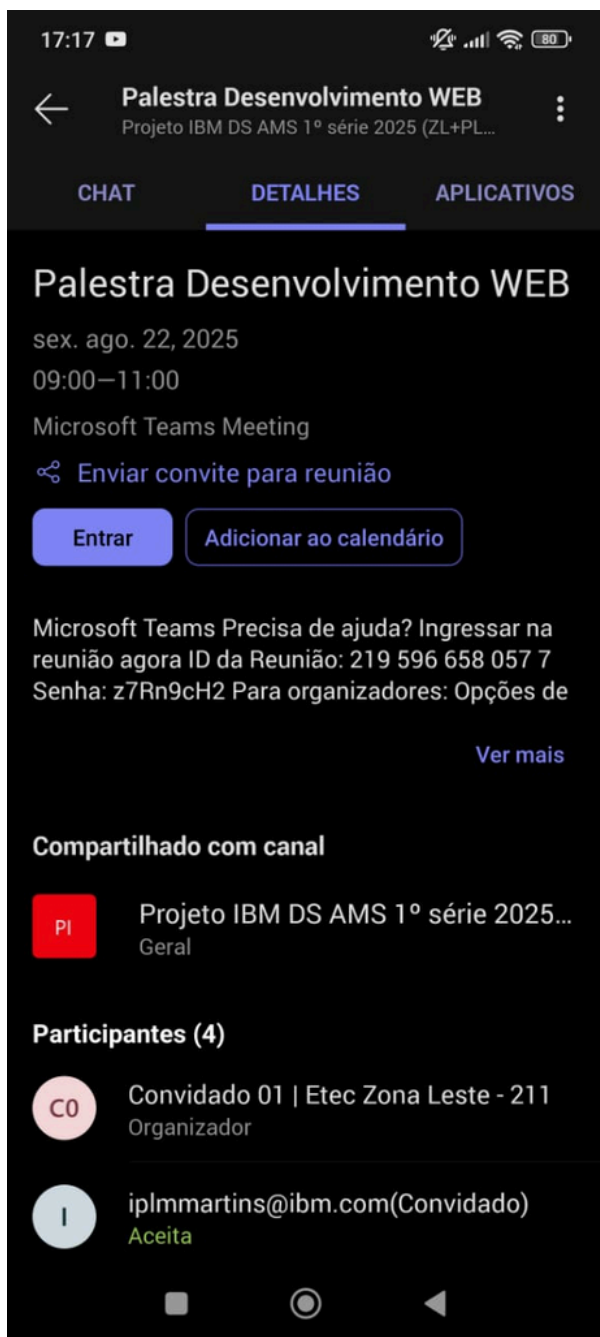 17:17
80
Palestra Desenvolvimento WEB
Projeto IBM DS AMS 1º série 2025 (ZL+PL...
CHAT
DETALHES
APLICATIVOS
Palestra Desenvolvimento WEB
sex. ago. 22, 2025
09:00—11:00
Microsoft Teams Meeting
Enviar convite para reunião
Entrar
Adicionar ao calendário
Microsoft Teams Precisa de ajuda? Ingressar na
reunião agora ID da Reunião: 219 596 658 057 7
Senha: z7Rn9cH2 Para organizadores: Opções de
Ver mais
Compartilhado com canal
PI
Projeto IBM DS AMS 1º série 2025...
Geral
Participantes (4)
C0
Convidado 01 | Etec Zona Leste - 211
Organizador
I
iplmmartins@ibm.com(Convidado)
Aceita